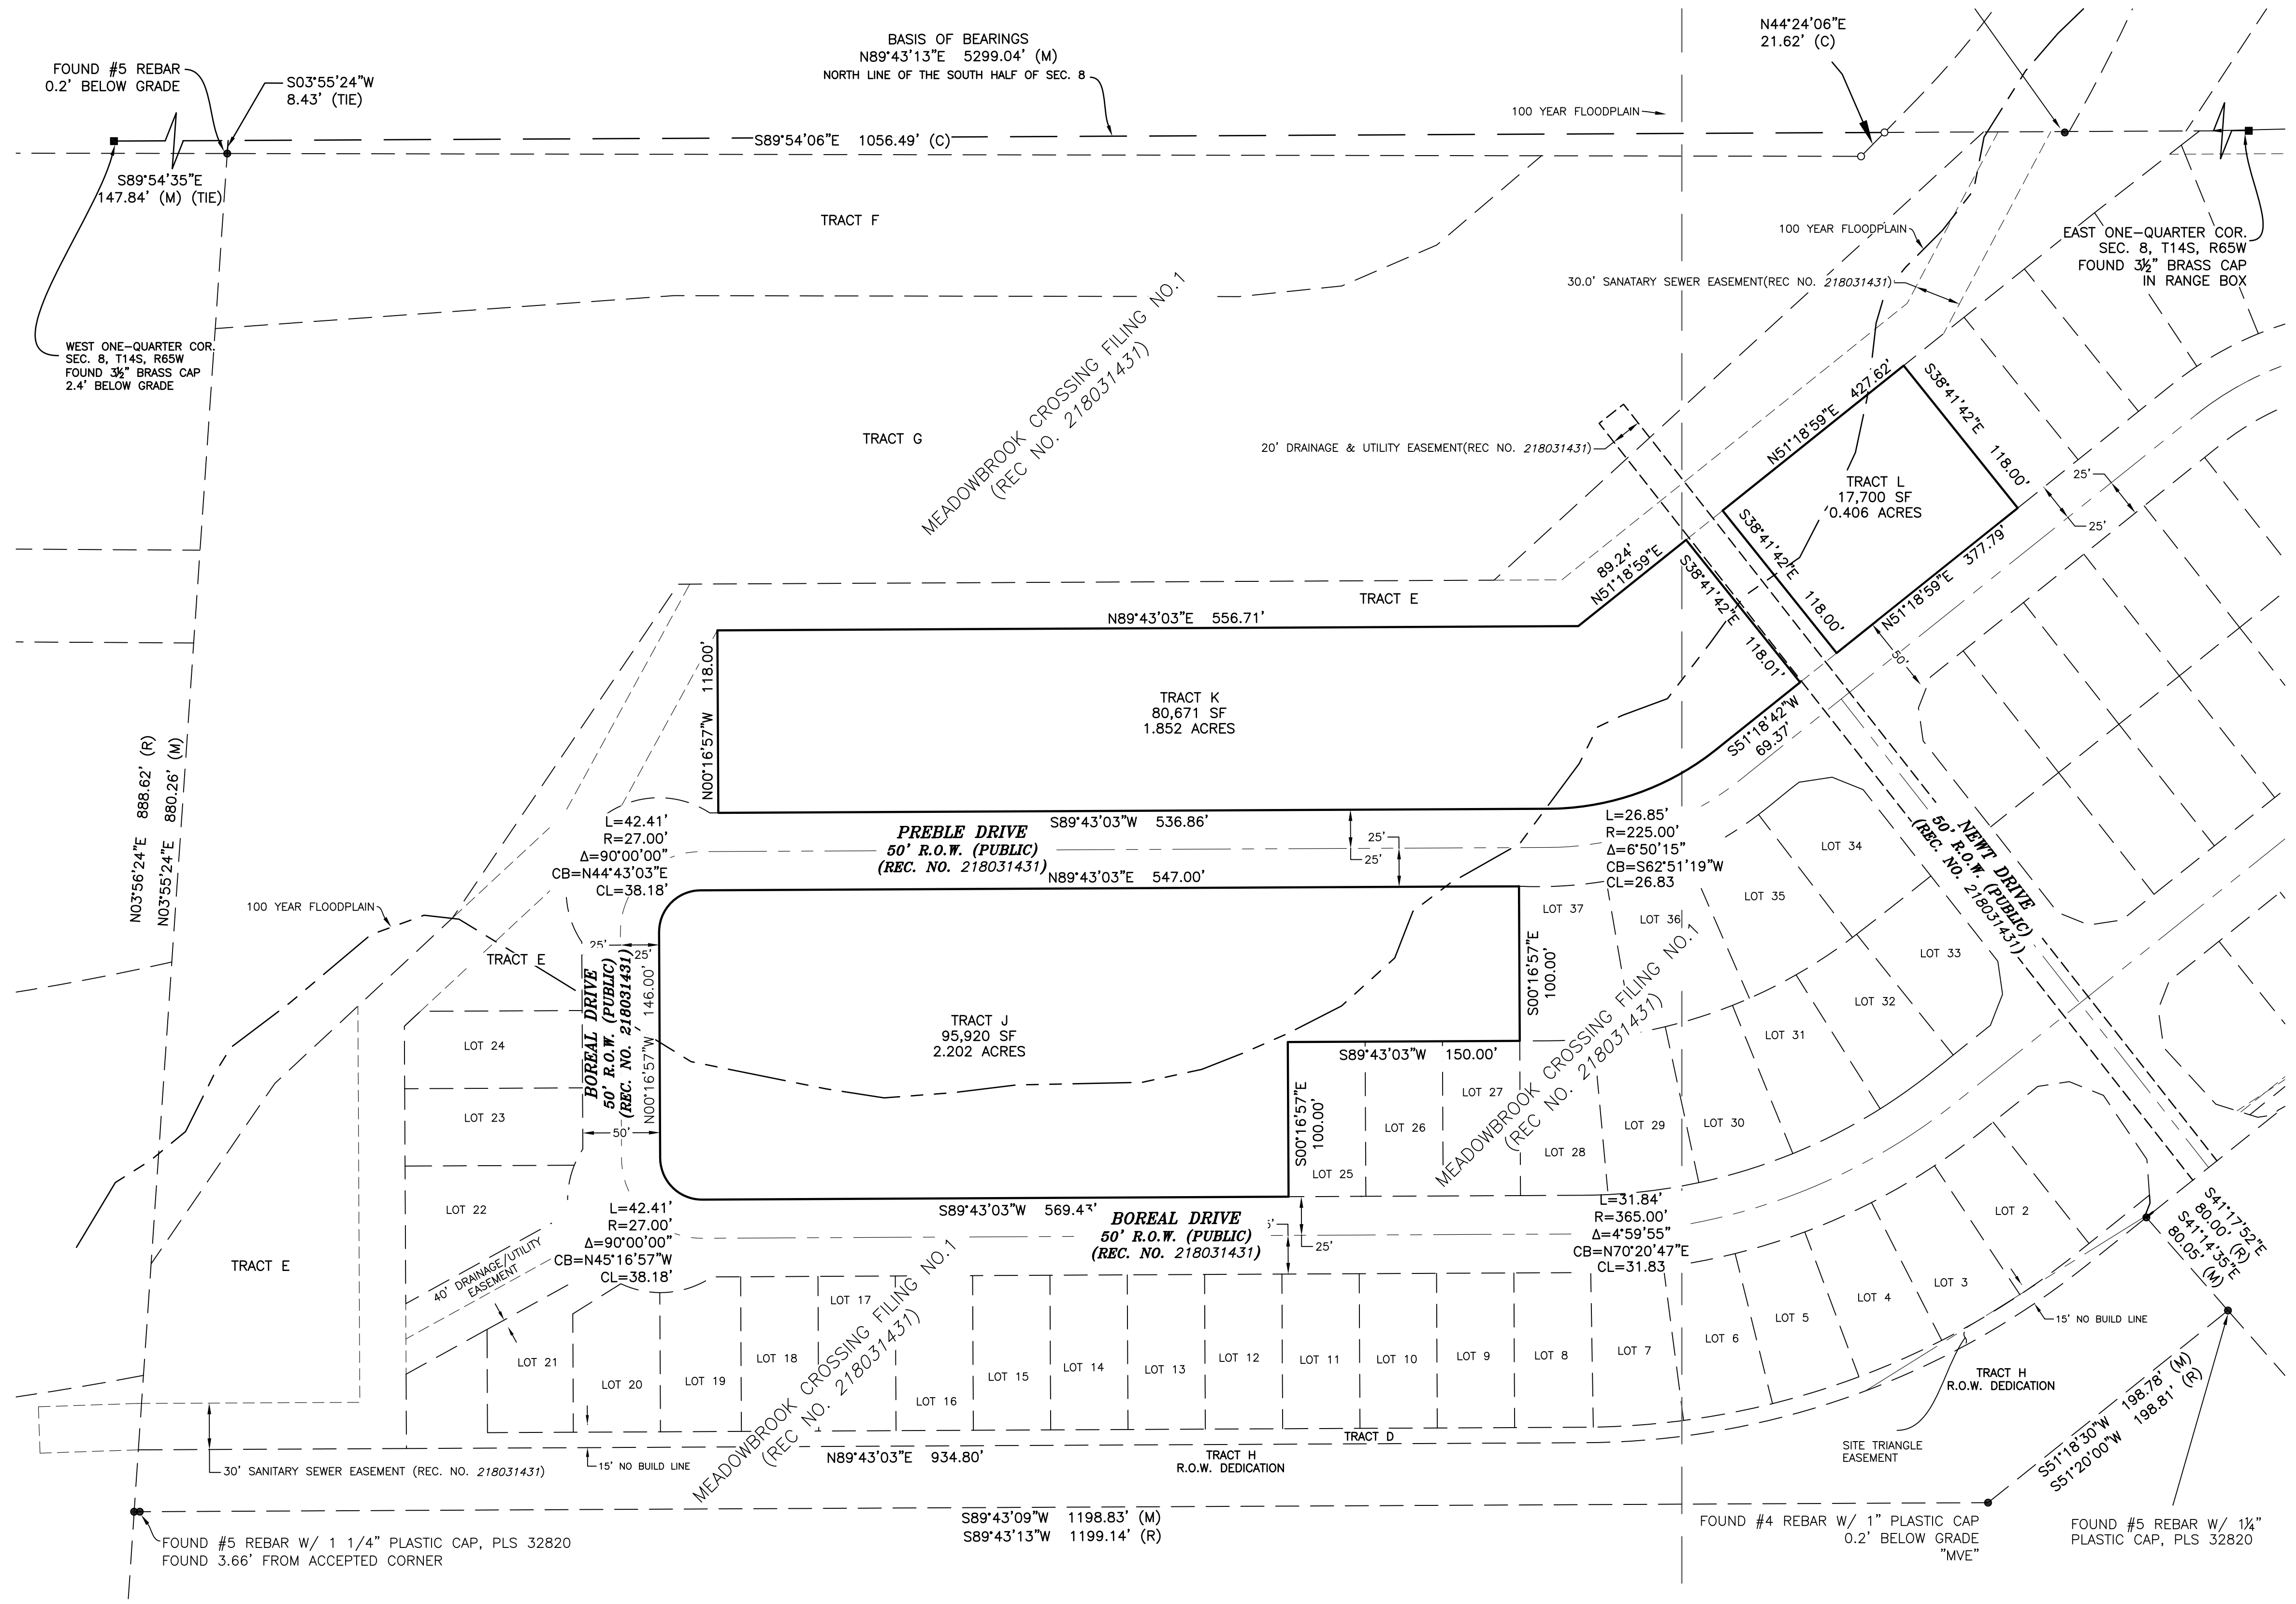 BASIS OF BEARINGS
N89°43'13"E 5299.04' (M)
NORTH LINE OF THE SOUTH HALF OF SEC. 8
N44°24'06"E
21.62' (C)
FOUND #5 REBAR
0.2' BELOW GRADE
S03°55'24"W
8.43' (TIE)
100 YEAR FLOODPLAIN
S89°54'06"E 1056.49' (C)
S89°54'35"E
147.84' (M) (TIE)
TRACT F
100 YEAR FLOODPLAIN
EAST ONE-QUARTER COR.
SEC. 8, T14S, R65W
FOUND 3½" BRASS CAP
IN RANGE BOX
30.0' SANATARY SEWER EASEMENT(REC NO. 218031431)
WEST ONE-QUARTER COR.
SEC. 8, T14S, R65W
FOUND 3½" BRASS CAP
2.4' BELOW GRADE
MEADOWBROOK CROSSING FILING NO.1
(REC NO. 218031431)
TRACT G
20' DRAINAGE & UTILITY EASEMENT(REC NO. 218031431)
N51°18'59"E 427.62'
S38°41'42"E 118.00'
TRACT L
17,700 SF
0.406 ACRES
S38°41'42"E 118.00'
N51°18'59"E 377.79'
25'
25'
50'
89.24'
N51°18'59"E
S38°41'42"E 118.01'
TRACT E
N89°43'03"E 556.71'
N00°16'57"W 118.00'
TRACT K
80,671 SF
1.852 ACRES
S51°18'42"W
69.37'
S89°43'03"W 536.86'
N03°56'24"E 888.62' (R)
N03°55'24"E 880.26' (M)
L=42.41'
R=27.00'
Δ=90°00'00"
CB=N44°43'03"E
CL=38.18'
PREBLE DRIVE
50' R.O.W. (PUBLIC)
(REC. NO. 218031431)
25'
25'
L=26.85'
R=225.00'
Δ=6°50'15"
CB=S62°51'19"W
CL=26.83
N89°43'03"E 547.00'
NEWT DRIVE
50' R.O.W. (PUBLIC)
(REC. NO. 218031431)
LOT 34
LOT 35
LOT 36
LOT 37
LOT 33
LOT 32
LOT 31
100 YEAR FLOODPLAIN
TRACT E
25'
25'
BOREAL DRIVE
50' R.O.W. (PUBLIC)
(REC. NO. 218031431)
N00°16'57"W 146.00'
50'
TRACT J
95,920 SF
2.202 ACRES
S00°16'57"E
100.00'
S89°43'03"W 150.00'
S00°16'57"E
100.00'
MEADOWBROOK CROSSING FILING NO.1
(REC NO. 218031431)
LOT 24
LOT 23
LOT 22
LOT 27
LOT 26
LOT 25
LOT 28
LOT 29
LOT 30
L=42.41'
R=27.00'
Δ=90°00'00"
CB=N45°16'57"W
CL=38.18'
S89°43'03"W 569.43'
BOREAL DRIVE
50' R.O.W. (PUBLIC)
(REC. NO. 218031431)
25'
L=31.84'
R=365.00'
Δ=4°59'55"
CB=N70°20'47"E
CL=31.83
S41°17'52"E
80.00' (R)
S41°14'35"E
80.05' (M)
TRACT E
40' DRAINAGE/UTILITY
EASEMENT
LOT 21
LOT 20
LOT 19
LOT 18
LOT 17
LOT 16
LOT 15
LOT 14
LOT 13
LOT 12
LOT 11
LOT 10
LOT 9
LOT 8
LOT 7
LOT 6
LOT 5
LOT 4
LOT 3
LOT 2
15' NO BUILD LINE
MEADOWBROOK CROSSING FILING NO.1
(REC NO. 218031431)
TRACT H
R.O.W. DEDICATION
S51°18'30"W 198.78' (M)
S51°20'00"W 198.81' (R)
TRACT D
SITE TRIANGLE
EASEMENT
30' SANITARY SEWER EASEMENT (REC. NO. 218031431)
15' NO BUILD LINE
N89°43'03"E 934.80'
TRACT H
R.O.W. DEDICATION
S89°43'09"W 1198.83' (M)
S89°43'13"W 1199.14' (R)
FOUND #5 REBAR W/ 1 1/4" PLASTIC CAP, PLS 32820
FOUND 3.66' FROM ACCEPTED CORNER
FOUND #4 REBAR W/ 1" PLASTIC CAP
0.2' BELOW GRADE
"MVE"
FOUND #5 REBAR W/ 1¼"
PLASTIC CAP, PLS 32820